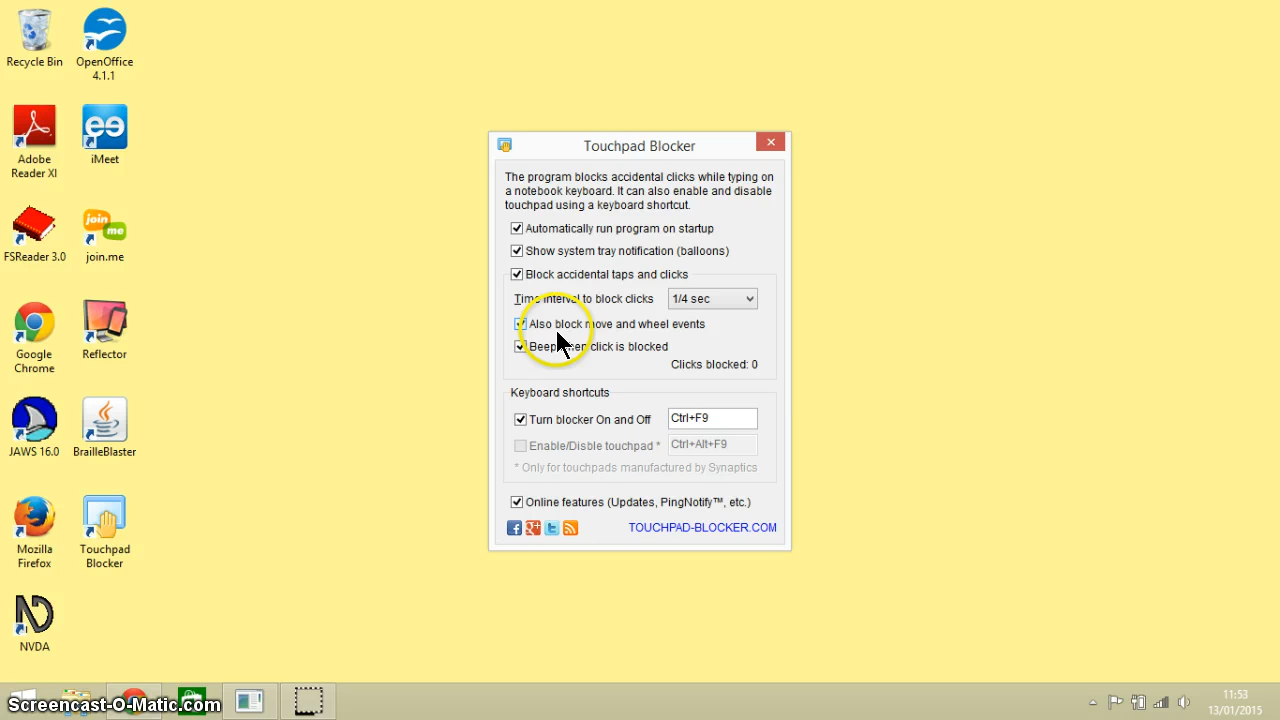 Recycle Bin
OpenOffice
4.1.1
Adobe
Reader XI
iMeet
FSReader 3.0
join
me
join.me
Google
Chrome
Reflector
JAWS 16.0
BrailleBlaster
Mozilla
Firefox
Touchpad
Blocker
NVDA
Touchpad Blocker
The program blocks accidental clicks while typing on
a notebook keyboard. It can also enable and disable
touchpad using a keyboard shortcut.
Automatically run program on startup
Show system tray notification (balloons)
Block accidental taps and clicks
Time interval to block clicks
1/4 sec
Also block move and wheel events
Beep when click is blocked
Clicks blocked: 0
Keyboard shortcuts
Turn blocker On and Off
Ctrl+F9
Enable/Disble touchpad *
Ctrl+Alt+F9
* Only for touchpads manufactured by Synaptics
Online features (Updates, PingNotify™, etc.)
TOUCHPAD-BLOCKER.COM
Screencast-O-Matic.com
11:53
13/01/2015